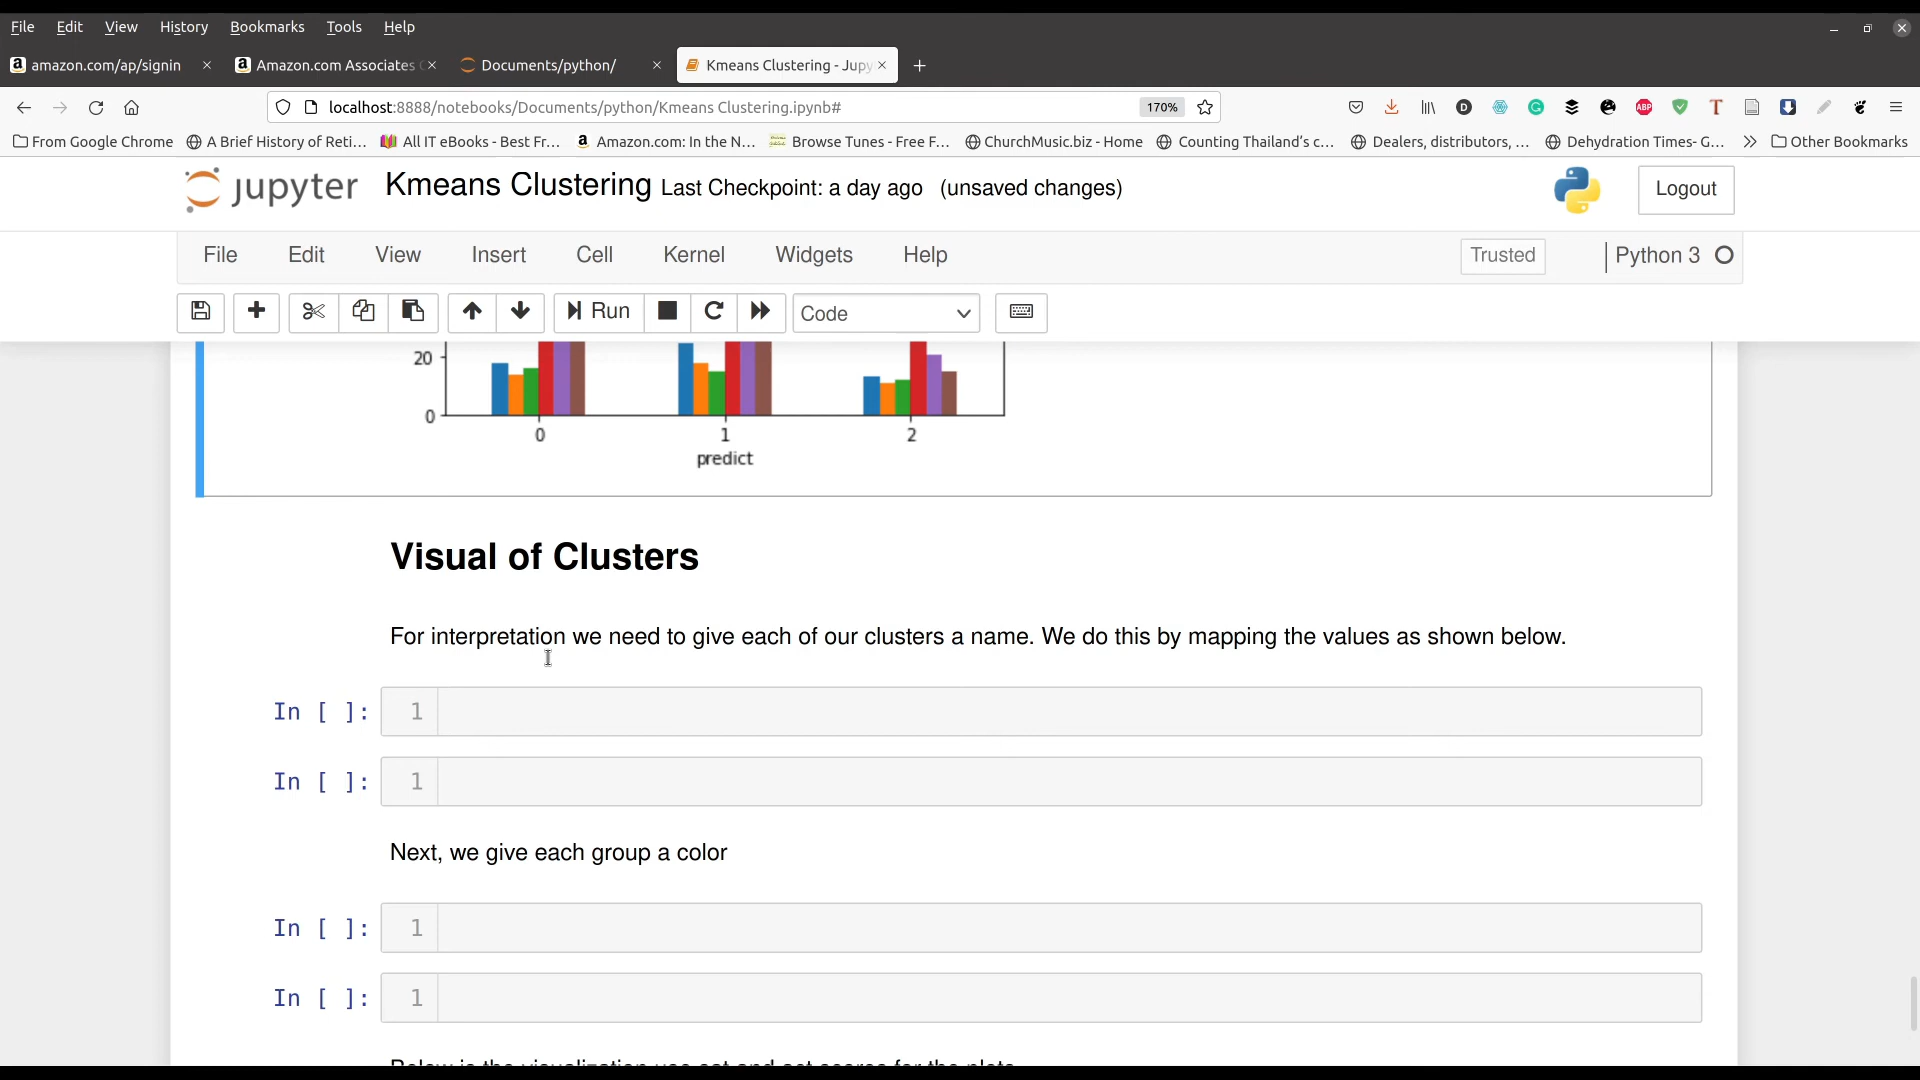 File Edit View History Bookmarks Tools Help
amazon.com/ap/signin Amazon.com Associates Documents/python/ Kmeans Clustering - Jupy
localhost:8888/notebooks/Documents/python/Kmeans Clustering.ipynb# 170%
From Google Chrome A Brief History of Reti... All IT eBooks - Best Fr... Amazon.com: In the N... Browse Tunes - Free F... ChurchMusic.biz - Home Counting Thailand's c... Dealers, distributors, ... Dehydration Times- G... Other Bookmarks
jupyter Kmeans Clustering Last Checkpoint: a day ago (unsaved changes) Logout
File Edit View Insert Cell Kernel Widgets Help Trusted Python 3
Run Code
20
0
0 1 2
predict
Visual of Clusters
For interpretation we need to give each of our clusters a name. We do this by mapping the values as shown below.
In [ ]: 1
In [ ]: 1
Next, we give each group a color
In [ ]: 1
In [ ]: 1